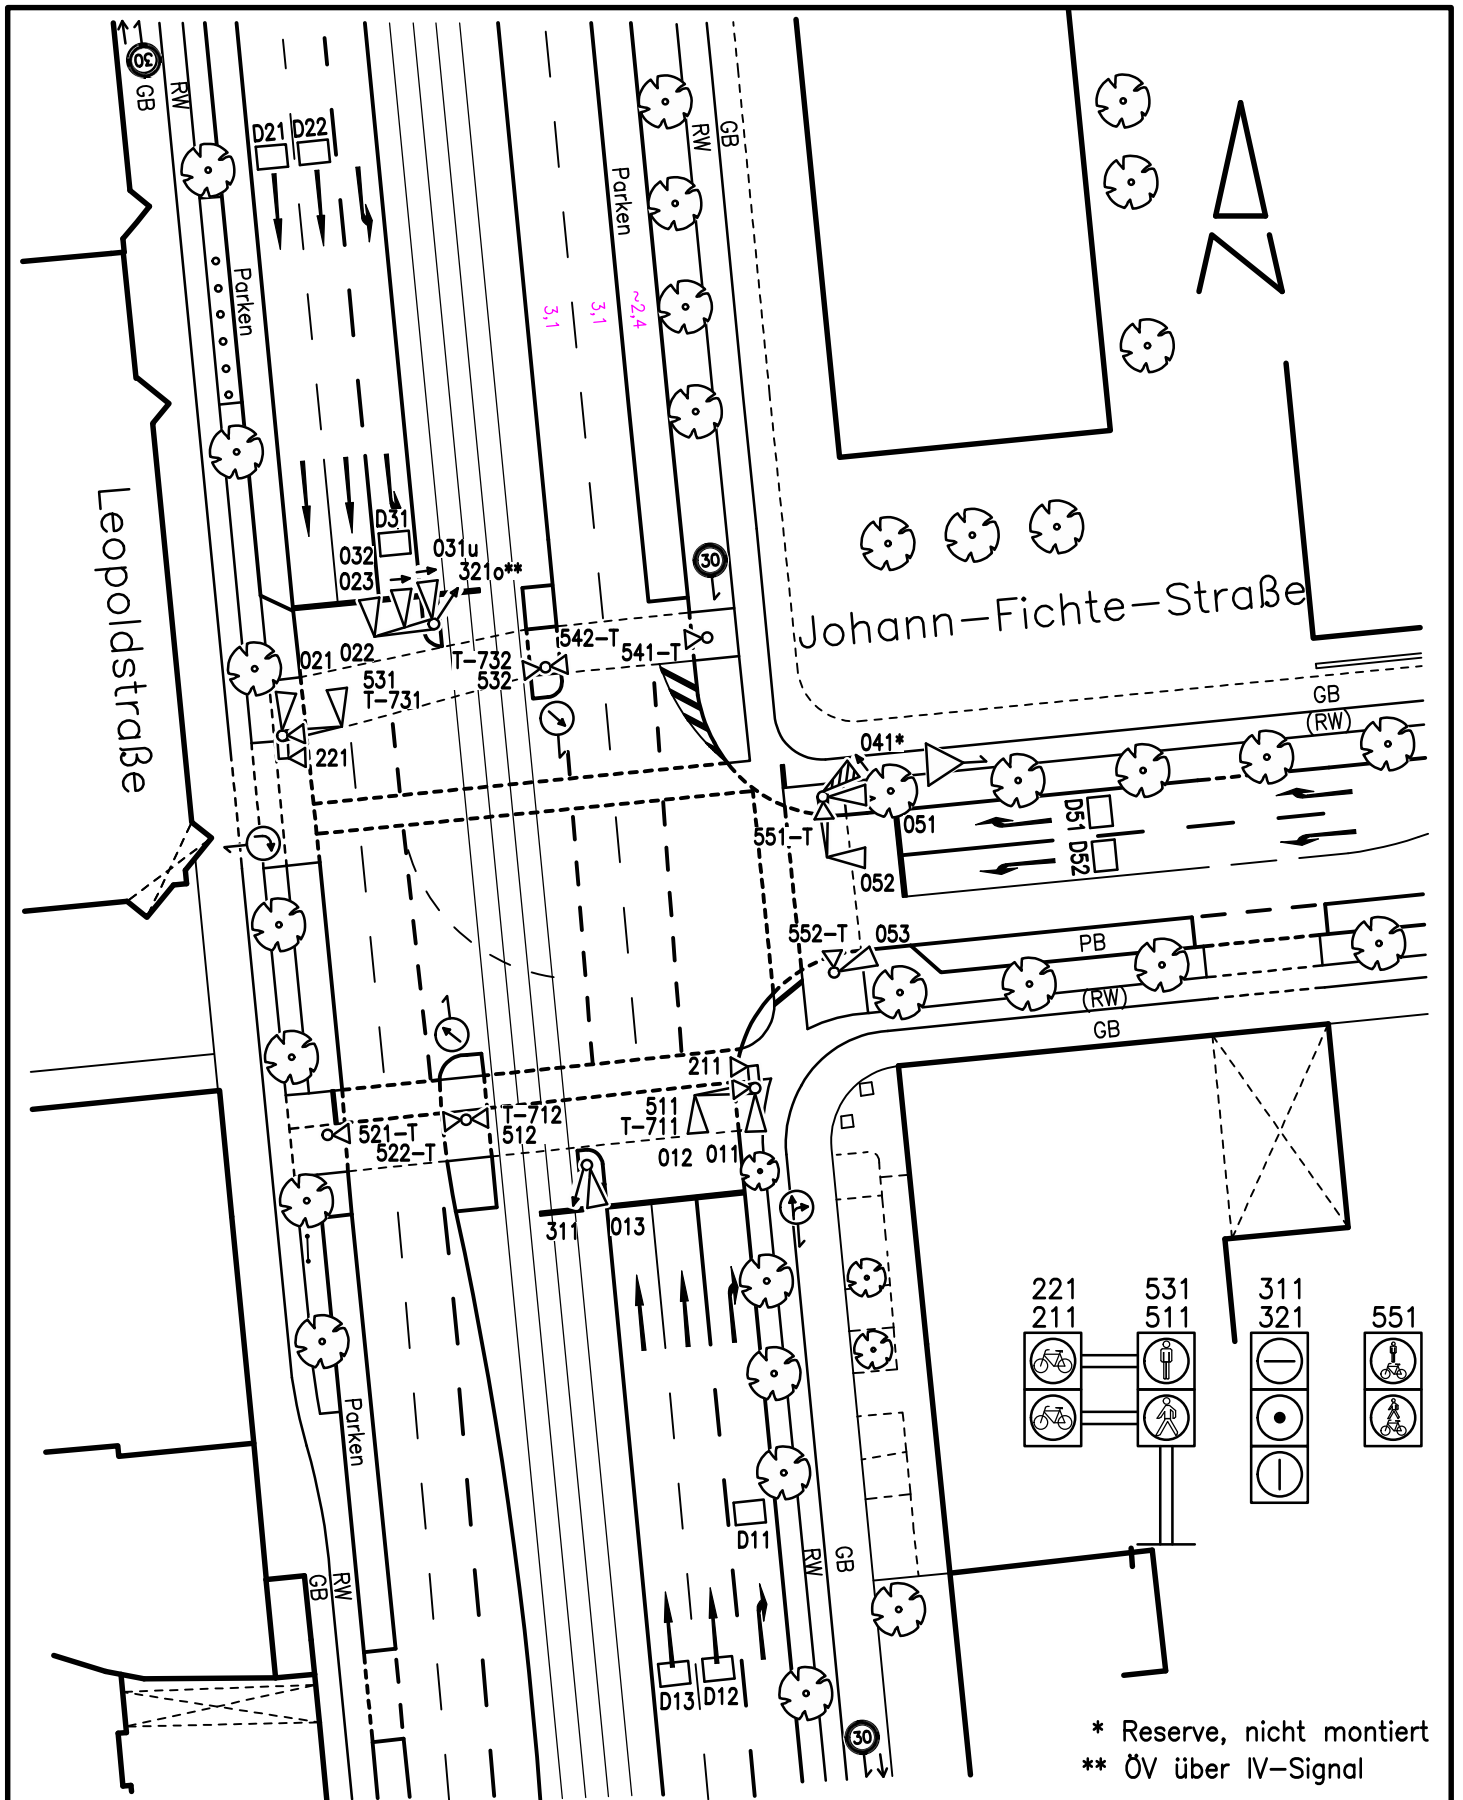 30
GB
RW
D21
D22
RW
GB
Parken
Parken
3,1
3,1
~2,4
Leopoldstraße
D31
032
031u
023
321o**
30
Johann-Fichte-Straße
021
022
542-T
541-T
T-732
532
531
T-731
221
GB
(RW)
041*
051
551-T
D51
D52
052
552-T
053
PB
(RW)
GB
211
511
T-711
T-712
512
521-T
522-T
012
011
311
013
221
211
531
511
311
321
551
Parken
D11
RW
GB
RW
GB
D13
D12
30
* Reserve, nicht montiert
** ÖV über IV-Signal